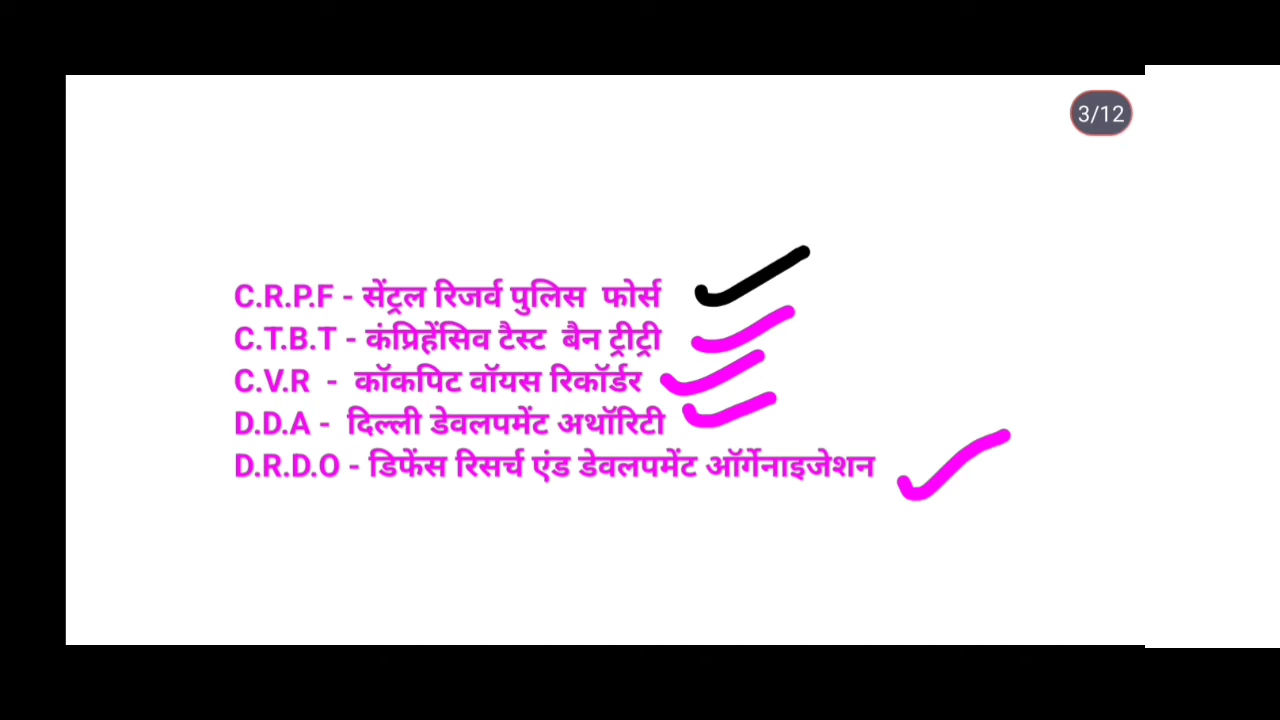 3/12
C.R.P.F - सेंट्रल रिजर्व पुलिस फोर्स
C.T.B.T - कंप्रिहेंसिव टैस्ट बैन ट्रीट्री
C.V.R - कॉकपिट वॉयस रिकॉर्डर
D.D.A - दिल्ली डेवलपमेंट अथॉरिटी
D.R.D.O - डिफेंस रिसर्च एंड डेवलपमेंट ऑर्गेनाइजेशन